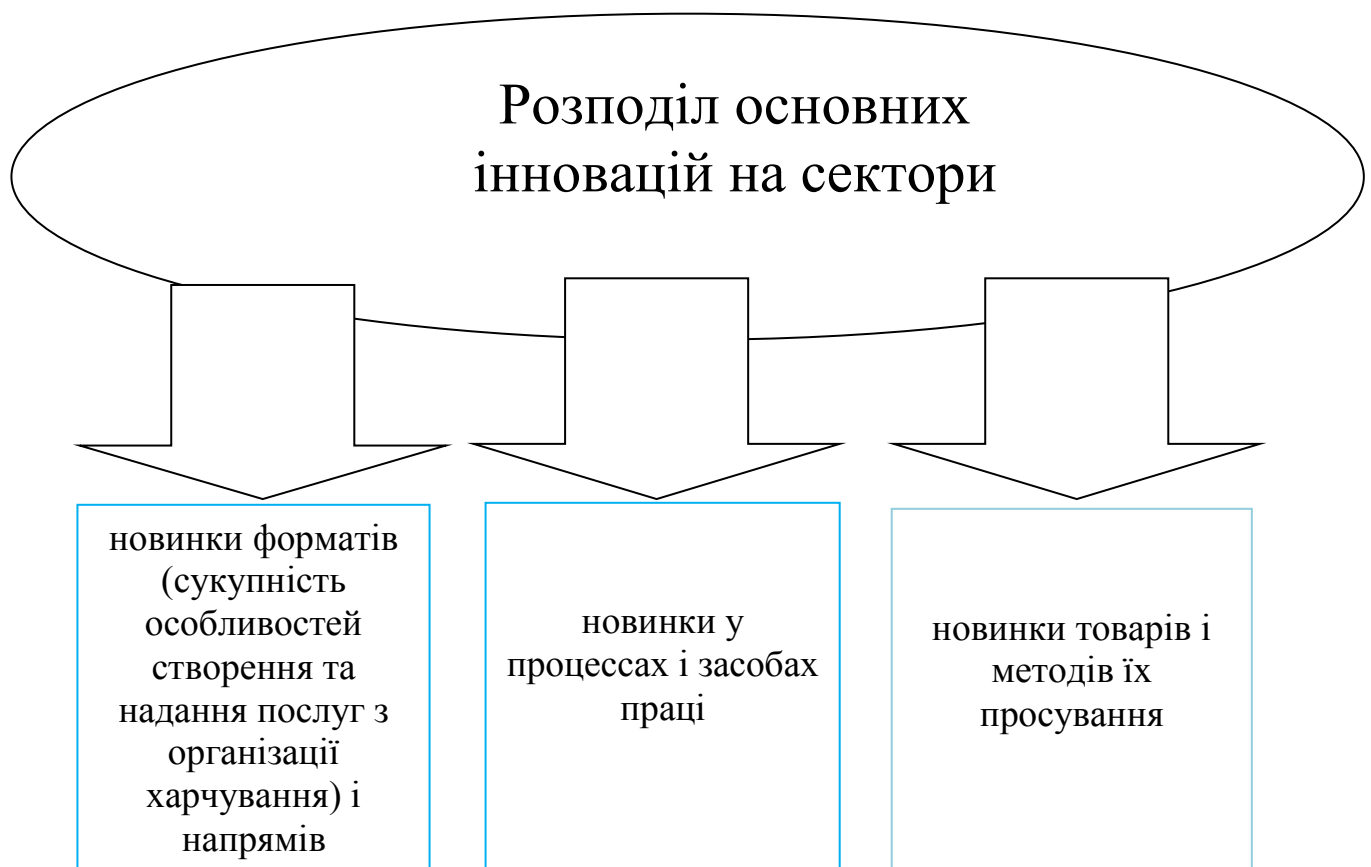 Розподіл основних
інновацій на сектори
новинки форматів
(сукупність
особливостей
створення та
надання послуг з
організації
харчування) і
напрямів
новинки у
процессах і засобах
праці
новинки товарів і
методів їх
просування